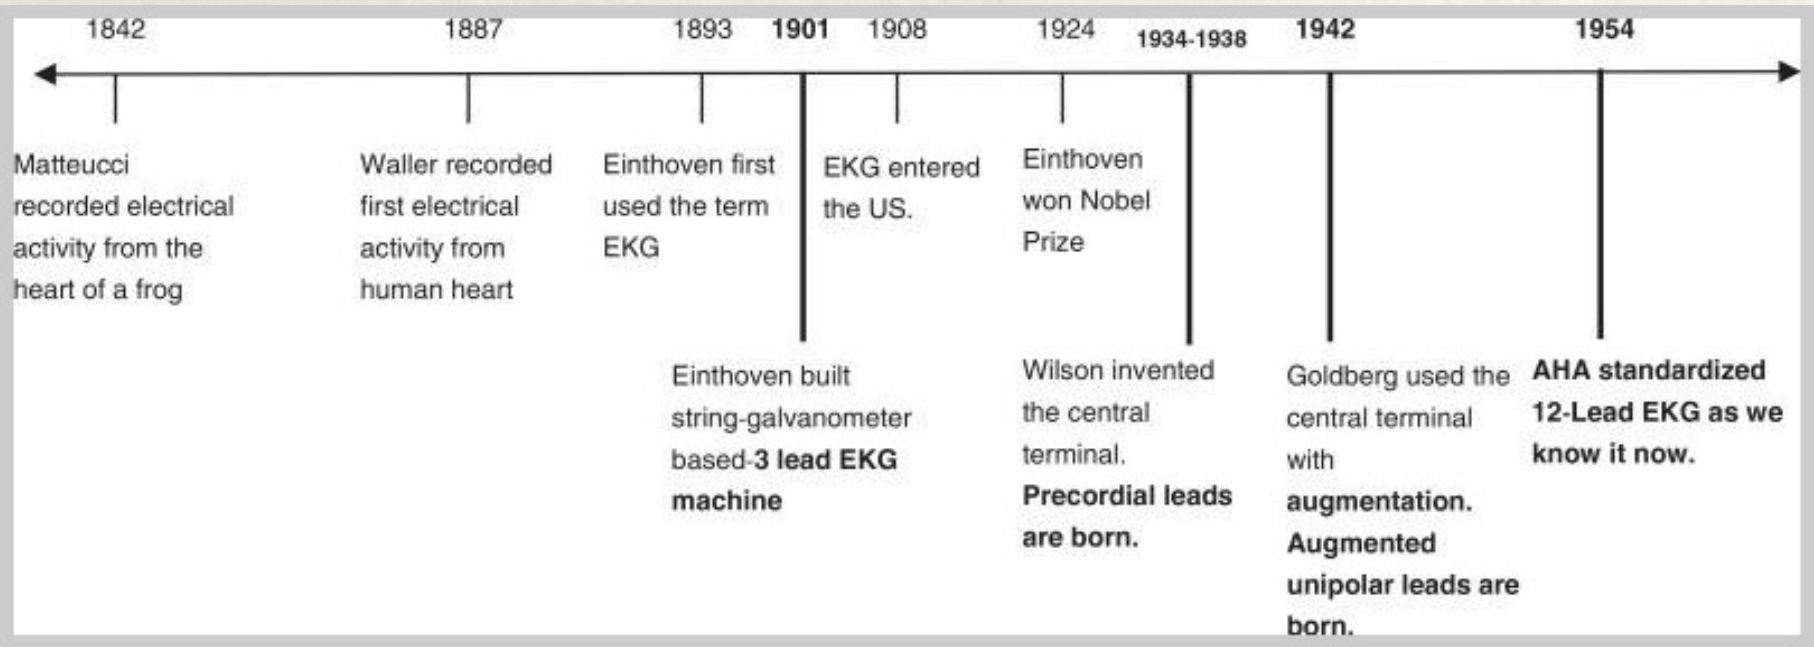 1842
1887
1893
1901
1908
1924
1934-1938
1942
1954
Matteucci
recorded electrical
activity from the
heart of a frog
Waller recorded
first electrical
activity from
human heart
Einthoven first
used the term
EKG
EKG entered
the US.
Einthoven
won Nobel
Prize
Einthoven built
string-galvanometer
based-3 lead EKG
machine
Wilson invented
the central
terminal.
Precordial leads
are born.
Goldberg used the
central terminal
with
augmentation.
Augmented
unipolar leads are
born.
AHA standardized
12-Lead EKG as we
know it now.